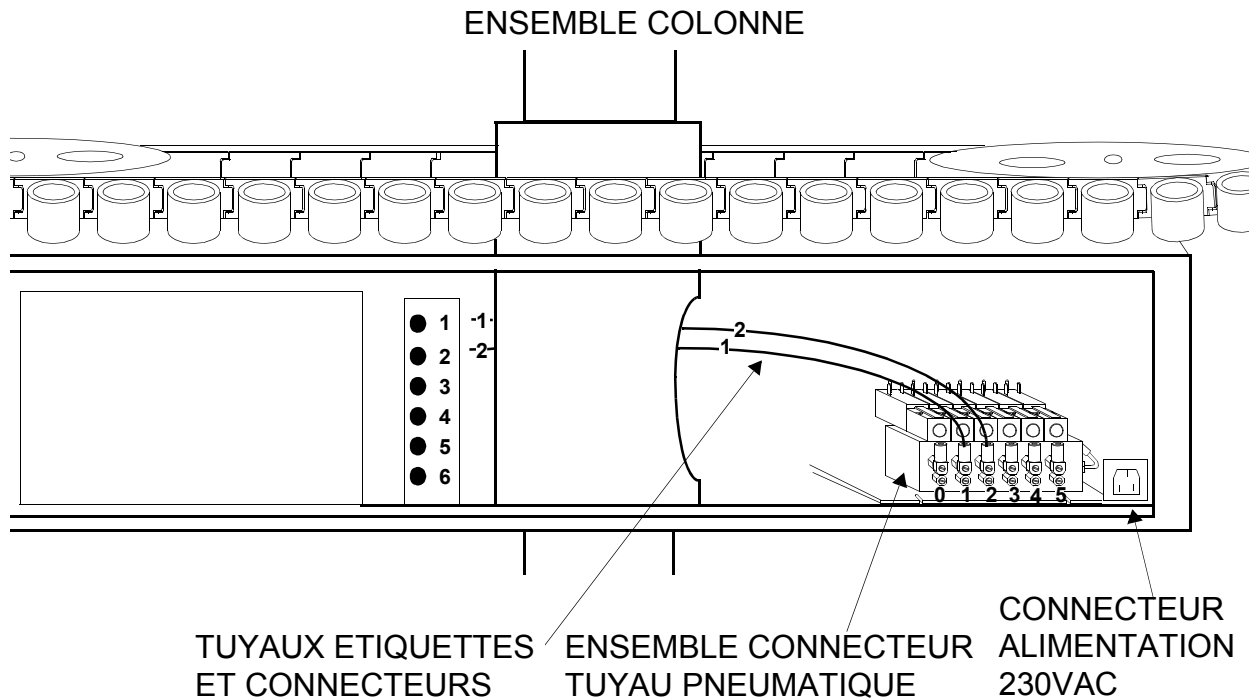 ENSEMBLE COLONNE
1 -1-
2 -2
3
4
5
6
2
1
0 1 2 3 4 5
TUYAUX ETIQUETTES
ET CONNECTEURS
ENSEMBLE CONNECTEUR
TUYAU PNEUMATIQUE
CONNECTEUR
ALIMENTATION
230VAC